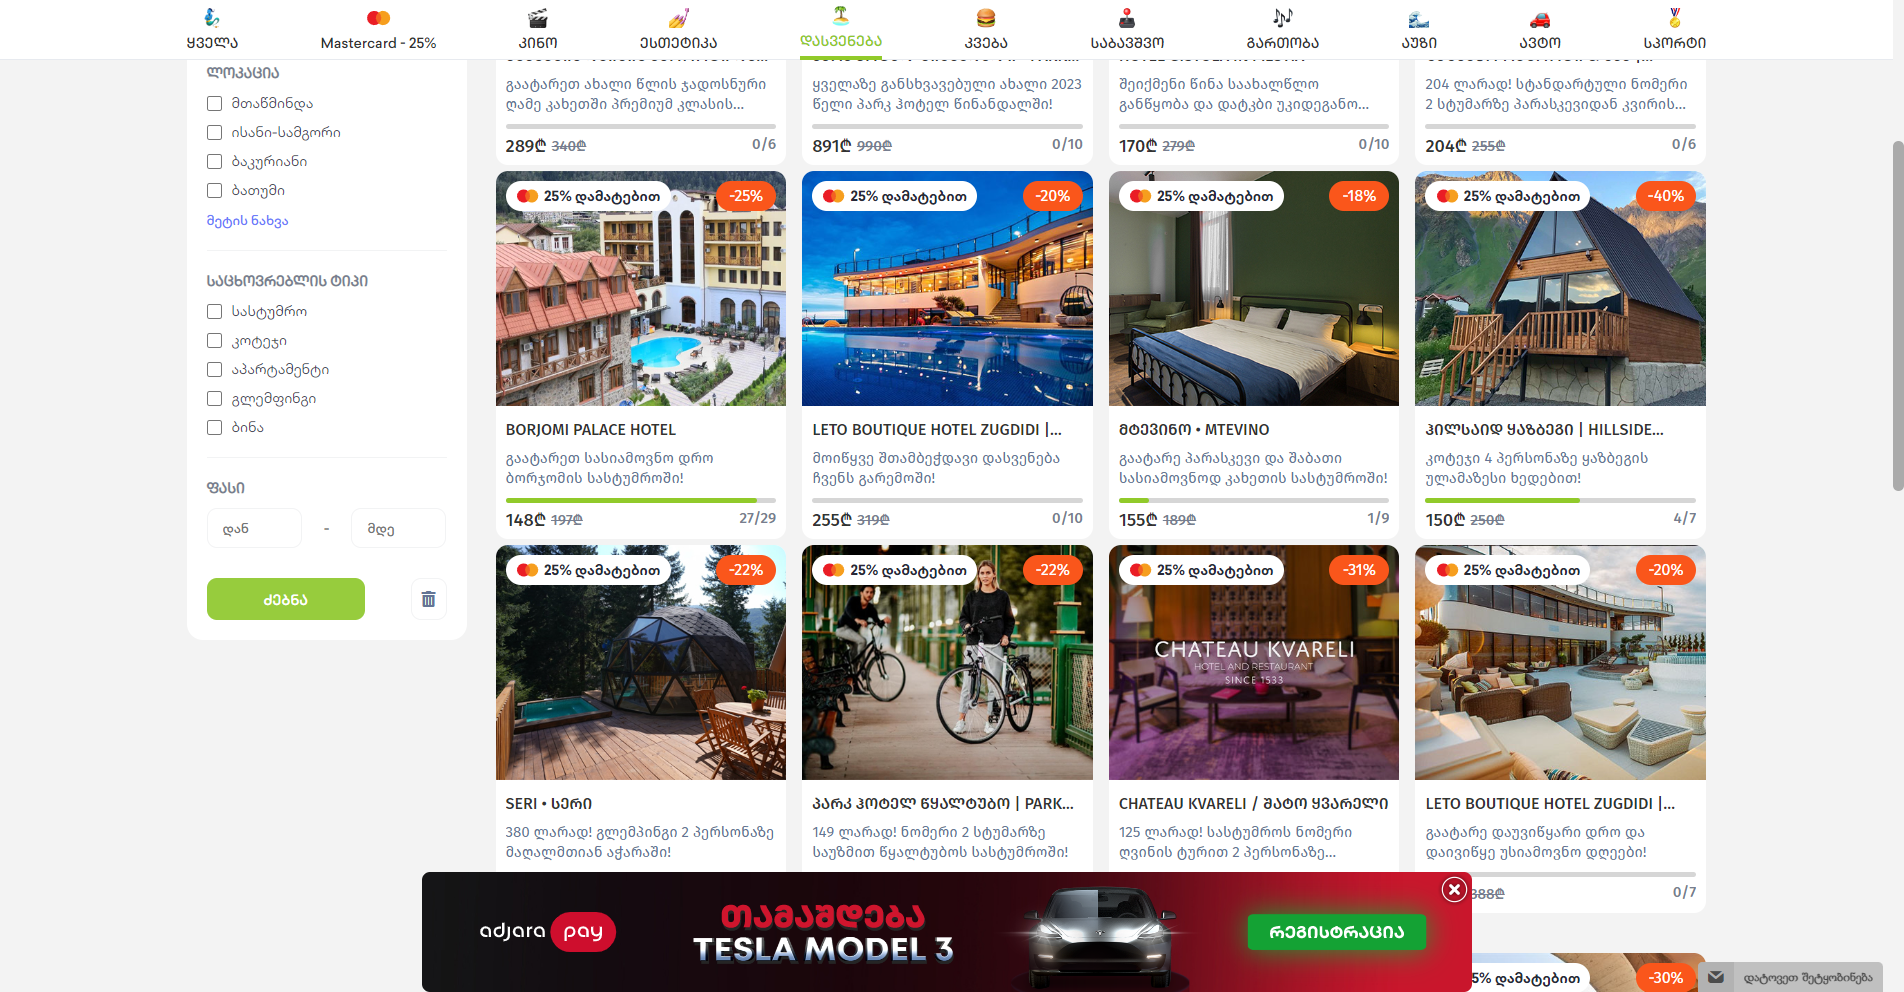 ყველა
Mastercard - 25%
კინო
ესთეტიკა
დასვენება
კვება
საბავშვო
გართობა
აუზი
ავტო
სპორტი
ლოკაცია
მთაწმინდა
ისანი-სამგორი
ბაკურიანი
ბათუმი
მეტის ნახვა
საცხოვრებლის ტიპი
სასტუმრო
კოტეჯი
აპარტამენტი
გლემფინგი
ბინა
ფასი
დან - მდე
ძებნა
გაატარეთ ახალი წლის ჯადოსნური
ღამე კახეთში პრემიუმ კლასის...
289₾ 340₾ 0/6
ყველაზე განსხვავებული ახალი 2023
წელი პარკ ჰოტელ წინანდალში!
891₾ 990₾ 0/10
შეიქმენი წინა საახალწლო
განწყობა და დატკბი უკიდეგანო...
170₾ 279₾ 0/10
204 ლარად! სტანდარტული ნომერი
2 სტუმარზე პარასკევიდან კვირის...
204₾ 255₾ 0/6
25% დამატებით -25%
BORJOMI PALACE HOTEL
გაატარეთ სასიამოვნო დრო
ბორჯომის სასტუმროში!
148₾ 197₾ 27/29
25% დამატებით -20%
LETO BOUTIQUE HOTEL ZUGDIDI |...
მოიწყვე შთამბეჭდავი დასვენება
ჩვენს გარემოში!
255₾ 319₾ 0/10
25% დამატებით -18%
მტევინო • MTEVINO
გაატარე პარასკევი და შაბათი
სასიამოვნოდ კახეთის სასტუმროში!
155₾ 189₾ 1/9
25% დამატებით -40%
ჰილსაიდ ყაზბეგი | HILLSIDE...
კოტეჯი 4 პერსონაზე ყაზბეგის
ულამაზესი ხედებით!
150₾ 250₾ 4/7
25% დამატებით -22%
SERI • სერი
380 ლარად! გლემპინგი 2 პერსონაზე
მაღალმთიან აჭარაში!
25% დამატებით -22%
პარკ ჰოტელ წყალტუბო | PARK...
149 ლარად! ნომერი 2 სტუმარზე
საუზმით წყალტუბოს სასტუმროში!
25% დამატებით -31%
CHATEAU KVARELI
HOTEL AND RESTAURANT
SINCE 1533
CHATEAU KVARELI / შატო ყვარელი
125 ლარად! სასტუმროს ნომერი
ღვინის ტურით 2 პერსონაზე...
25% დამატებით -20%
LETO BOUTIQUE HOTEL ZUGDIDI |...
გაატარე დაუვიწყარი დრო და
დაივიწყე უსიამოვნო დღეები!
388₾ 0/7
adjara pay
თამაშდება
TESLA MODEL 3
რეგისტრაცია
5% დამატებით -30%
დატოვეთ შეტყობინება